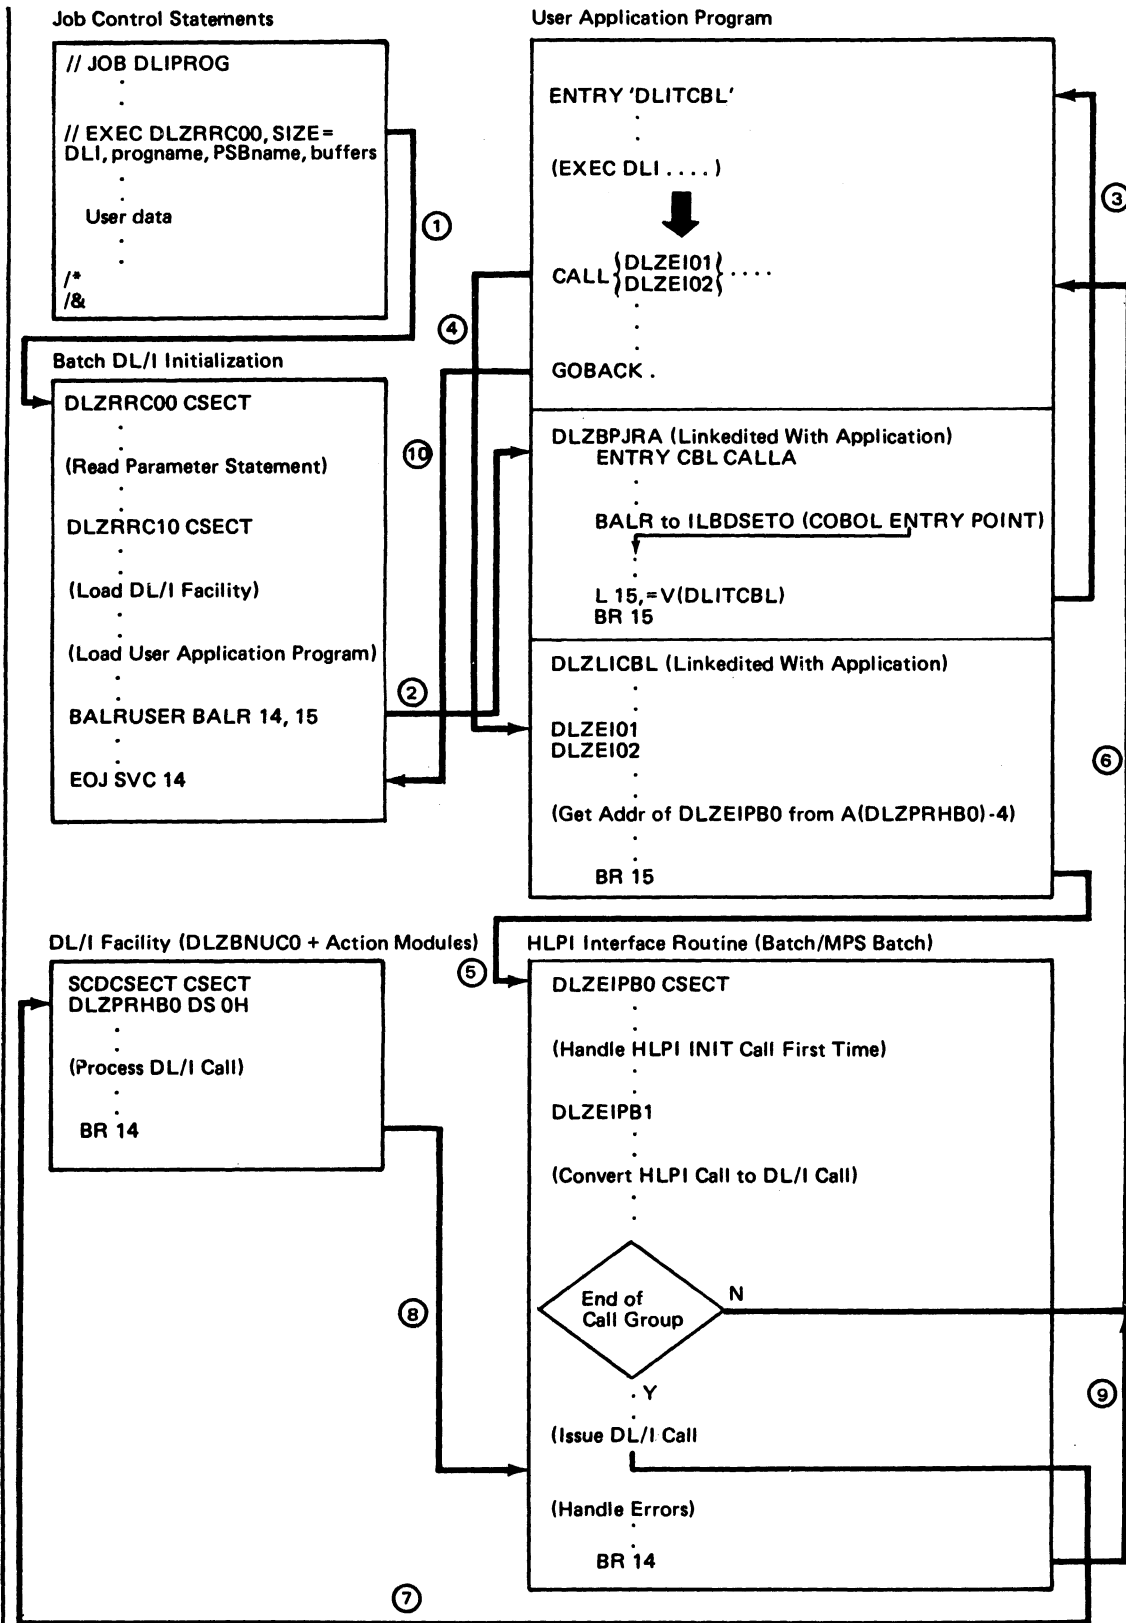 Job Control Statements
// JOB DLIPROG
.
.
// EXEC DLZRRC00, SIZE=
DLI, progname, PSBname, buffers
.
.
User data
.
.
/*
/&
①
Batch DL/I Initialization
DLZRRC00 CSECT
.
(Read Parameter Statement)
.
DLZRRC10 CSECT
.
(Load DL/I Facility)
.
.
(Load User Application Program)
.
.
BALRUSER BALR 14, 15
.
.
EOJ SVC 14
②
④
⑩
User Application Program
ENTRY 'DLITCBL'
.
.
(EXEC DLI . . . . )
CALL { DLZEI01 { . . . .
{ DLZEI02 {
.
.
.
GOBACK .
③
DLZBPJRA (Linkedited With Application)
ENTRY CBL CALLA
.
.
BALR to ILBDSETO (COBOL ENTRY POINT)
.
.
L 15,=V(DLITCBL)
BR 15
DLZLICBL (Linkedited With Application)
.
.
DLZEI01
DLZEI02
.
.
(Get Addr of DLZEIPB0 from A(DLZPRHB0)-4)
.
.
BR 15
⑥
DL/I Facility (DLZBNUC0 + Action Modules)
SCDCSECT CSECT
DLZPRHB0 DS 0H
.
.
(Process DL/I Call)
.
.
BR 14
⑤
⑧
HLPI Interface Routine (Batch/MPS Batch)
DLZEIPB0 CSECT
.
.
(Handle HLPI INIT Call First Time)
.
.
DLZEIPB1
.
.
(Convert HLPI Call to DL/I Call)
.
.
End of
Call Group
N
. Y
.
(Issue DL/I Call
(Handle Errors)
.
.
BR 14
⑨
⑦